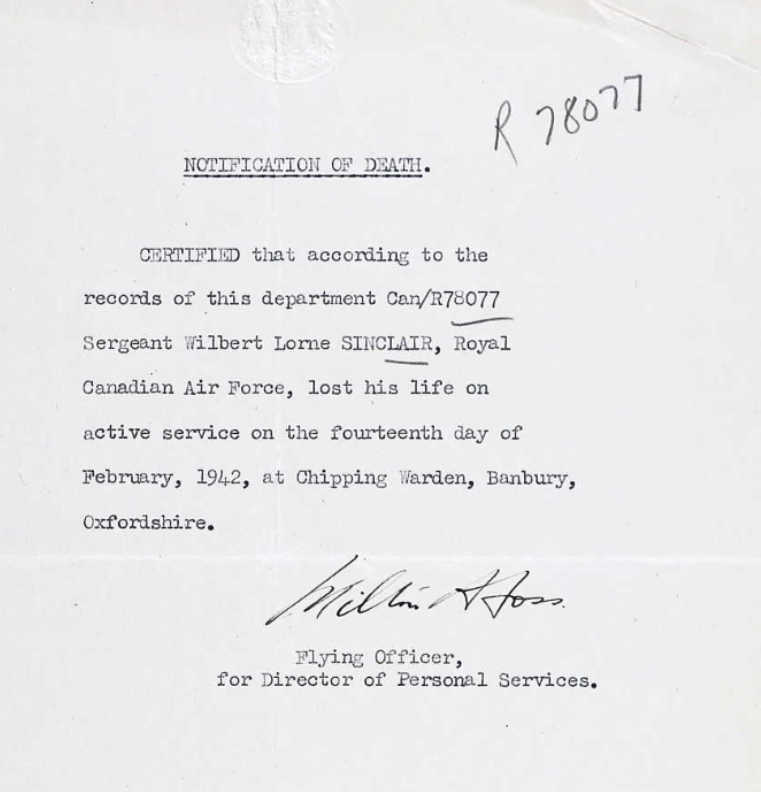 R 78077
NOTIFICATION OF DEATH.
CERTIFIED that according to the
records of this department Can/R78077
Sergeant Wilbert Lorne SINCLAIR, Royal
Canadian Air Force, lost his life on
active service on the fourteenth day of
February, 1942, at Chipping Warden, Banbury,
Oxfordshire.
Flying Officer,
for Director of Personal Services.